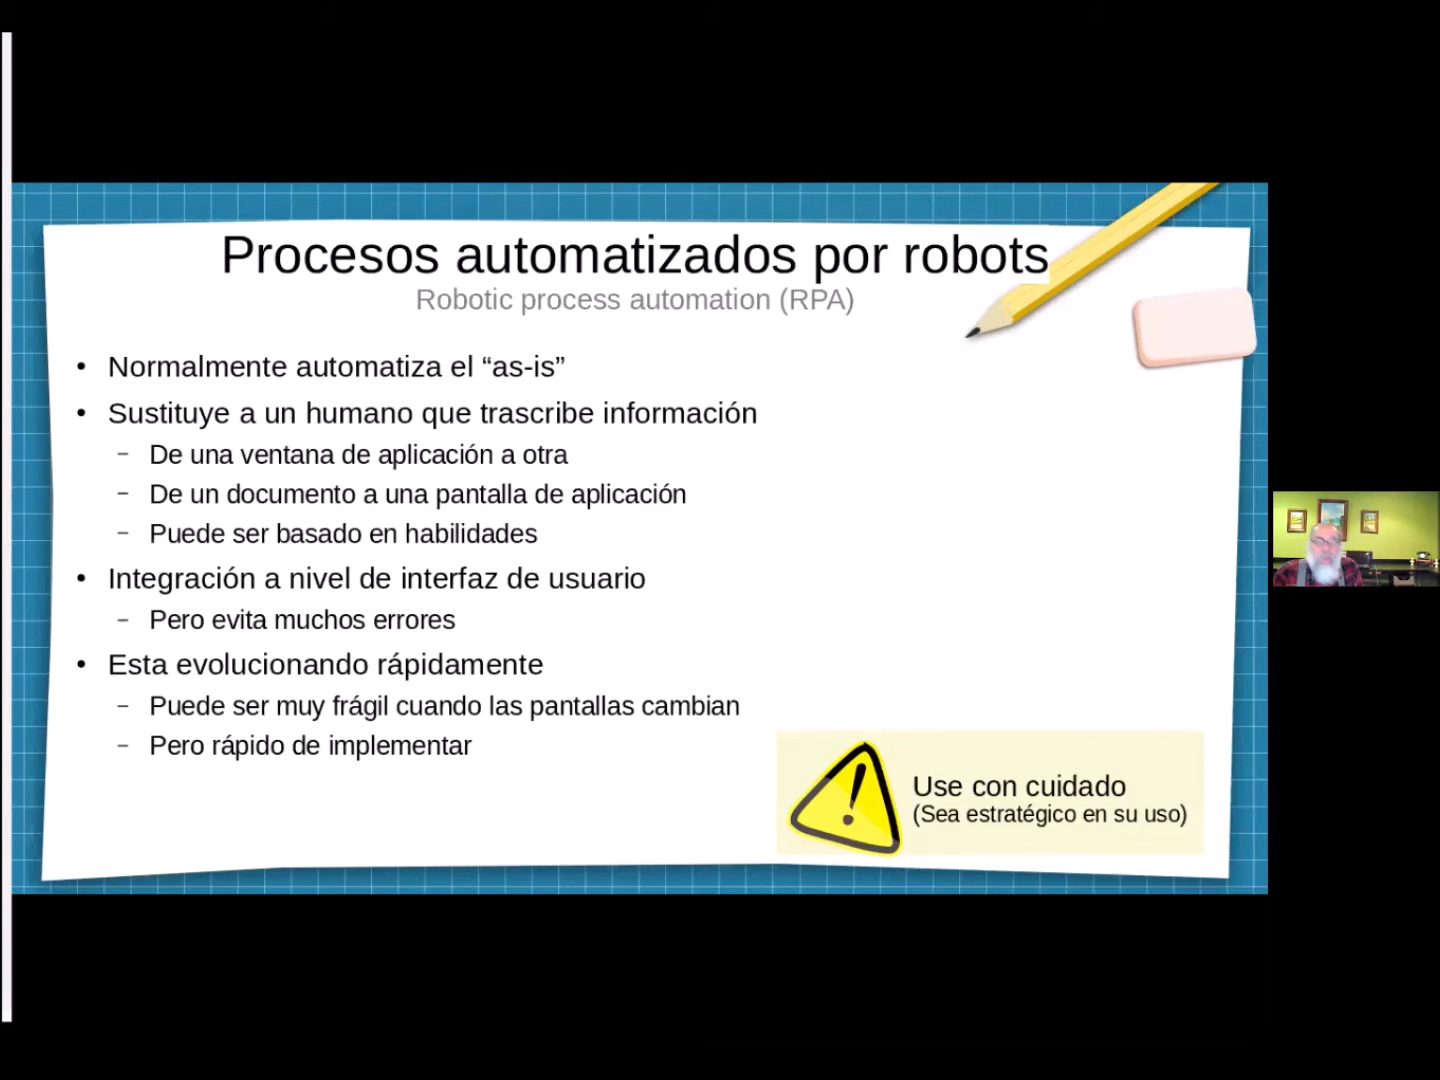 Procesos automatizados por robots
Robotic process automation (RPA)
• Normalmente automatiza el “as-is”
• Sustituye a un humano que trascribe información
– De una ventana de aplicación a otra
– De un documento a una pantalla de aplicación
– Puede ser basado en habilidades
• Integración a nivel de interfaz de usuario
– Pero evita muchos errores
• Esta evolucionando rápidamente
– Puede ser muy frágil cuando las pantallas cambian
– Pero rápido de implementar
Use con cuidado
(Sea estratégico en su uso)